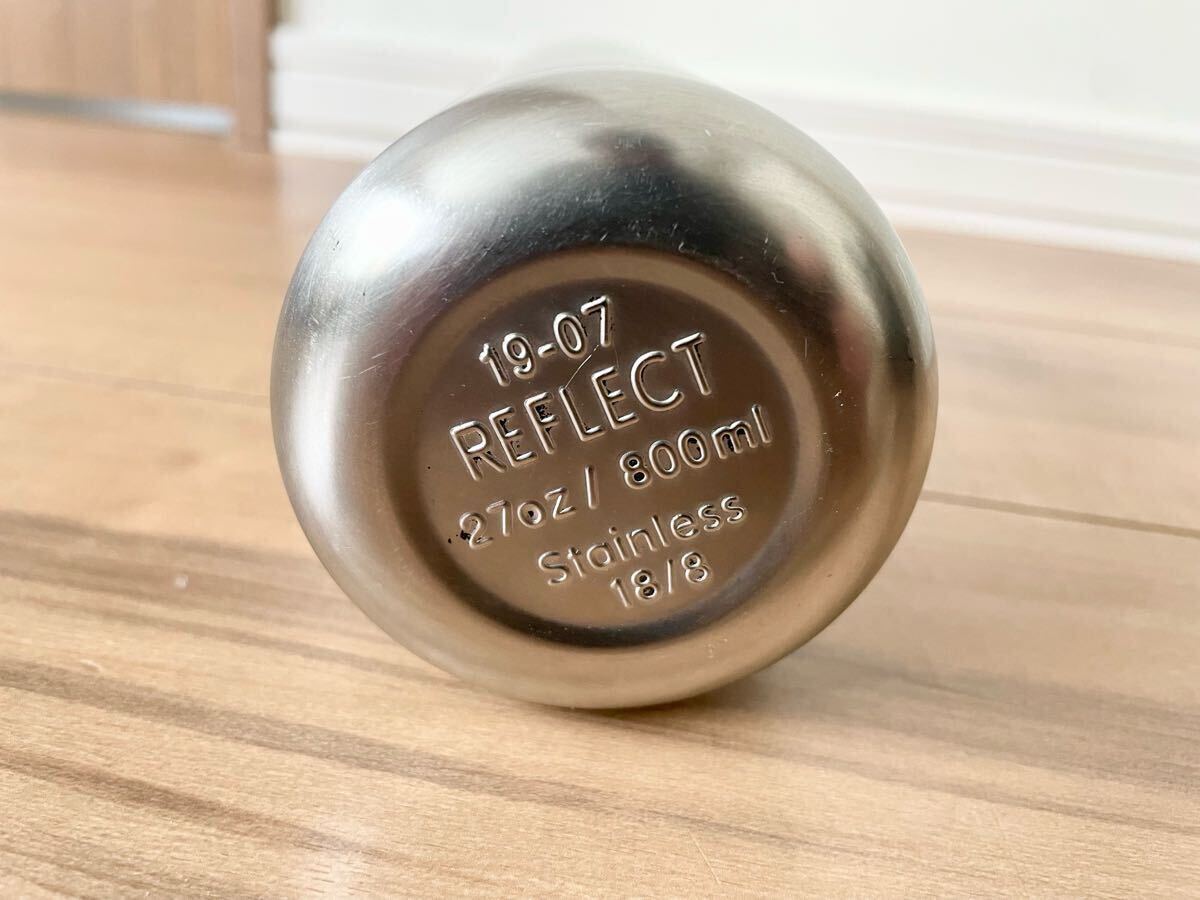 19-07
REFLECT
27oz / 800ml
Stainless
18/8